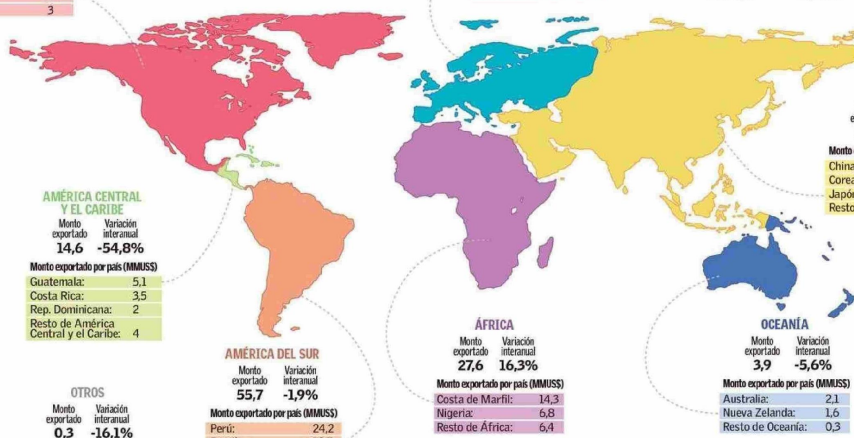 3
AMÉRICA CENTRAL
Y EL CARIBE
Monto exportado
Variación interanual
14,6 -54,8%
Monto exportado por país (MMUS$)
Guatemala: 5,1
Costa Rica: 3,5
Rep. Dominicana: 2
Resto de América
Central y el Caribe: 4
OTROS
Monto exportado
Variación interanual
0,3 -16,1%
AMÉRICA DEL SUR
Monto exportado
Variación interanual
55,7 -1,9%
Monto exportado por país (MMUS$)
Perú: 24,2
ÁFRICA
Monto exportado
Variación interanual
27,6 16,3%
Monto exportado por país (MMUS$)
Costa de Marfil: 14,3
Nigeria: 6,8
Resto de África: 6,4
OCEANÍA
Monto exportado
Variación interanual
3,9 -5,6%
Monto exportado por país (MMUS$)
Australia: 2,1
Nueva Zelanda: 1,6
Resto de Oceanía: 0,3
Monto
China
Corea
Japón
Resto